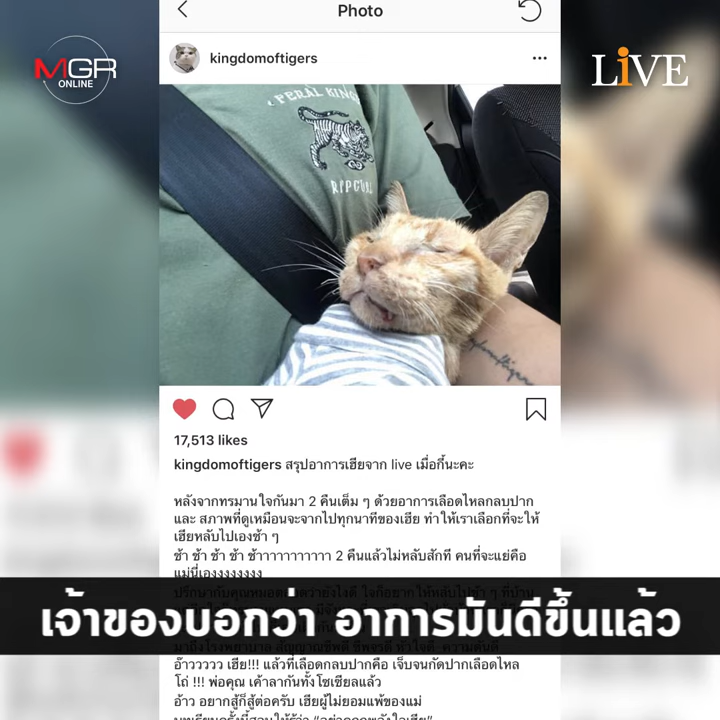 Photo
MGR
ONLINE
LiVE
kingdomoftigers
PERAL KING
RIPCURL
17,513 likes
kingdomoftigers สรุปอาการเฮียจาก live เมื่อกี้นะคะ
หลังจากทรมานใจกันมา 2 คืนเต็ม ๆ ด้วยอาการเลือดไหลกลบปาก
และ สภาพที่ดูเหมือนจะจากไปทุกนาทีของเฮีย ทำให้เราเลือกที่จะให้
เฮียหลับไปเองช้า ๆ
ช้า ช้า ช้า ช้า ช้าาาาาาาาาาา 2 คืนแล้วไม่หลับสักที คนที่จะแย่คือ
แม่นี่เองงงงงงงง
เจ้าของบอกว่า อาการมันดีขึ้นแล้ว
อ๊าววววว เฮีย!!! แล้วที่เลือดกลบปากคือ เจ็บจนกัดปากเลือดไหล
โถ่ !!! พ่อคุณ เค้าลากันทั้งโซเชียลแล้ว
อ้าว อยากสู้ก็สู้ต่อครับ เฮียผู้ไม่ยอมแพ้ของแม่